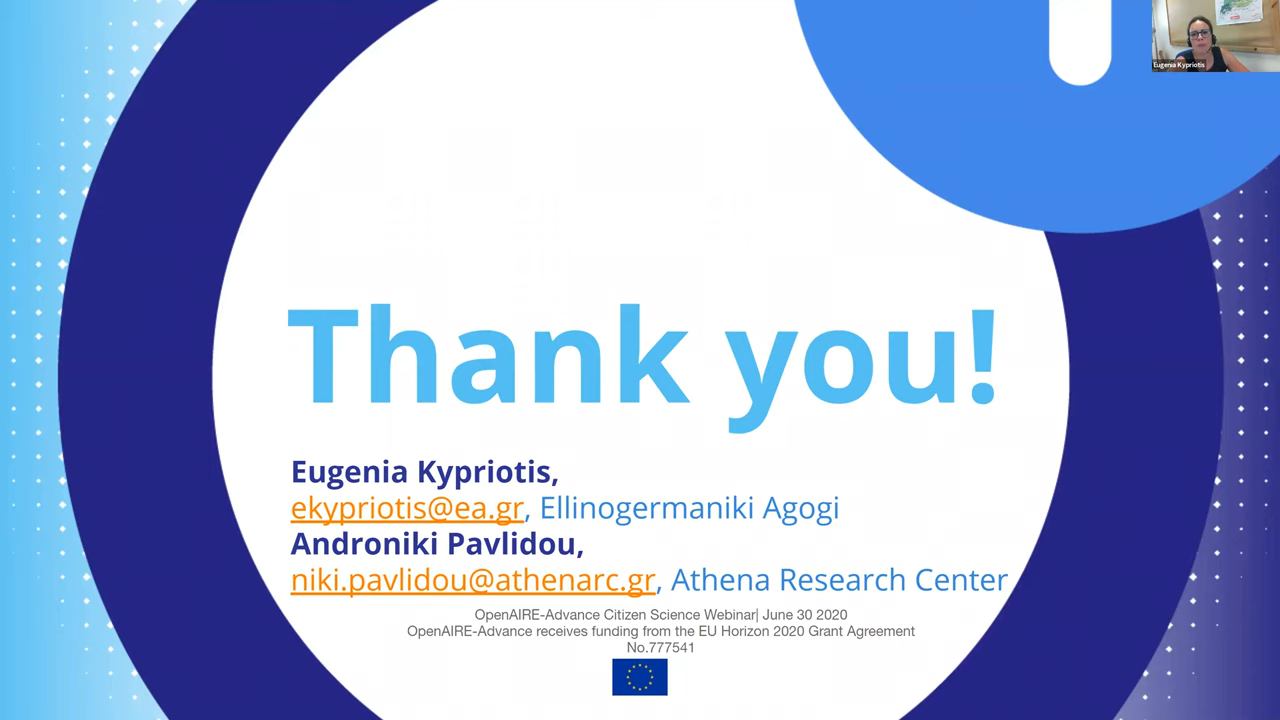 Eugenia Kypriotis
Thank you!
Eugenia Kypriotis,
ekypriotis@ea.gr, Ellinogermaniki Agogi
Androniki Pavlidou,
niki.pavlidou@athenarc.gr, Athena Research Center
OpenAIRE-Advance Citizen Science Webinar| June 30 2020
OpenAIRE-Advance receives funding from the EU Horizon 2020 Grant Agreement
No.777541